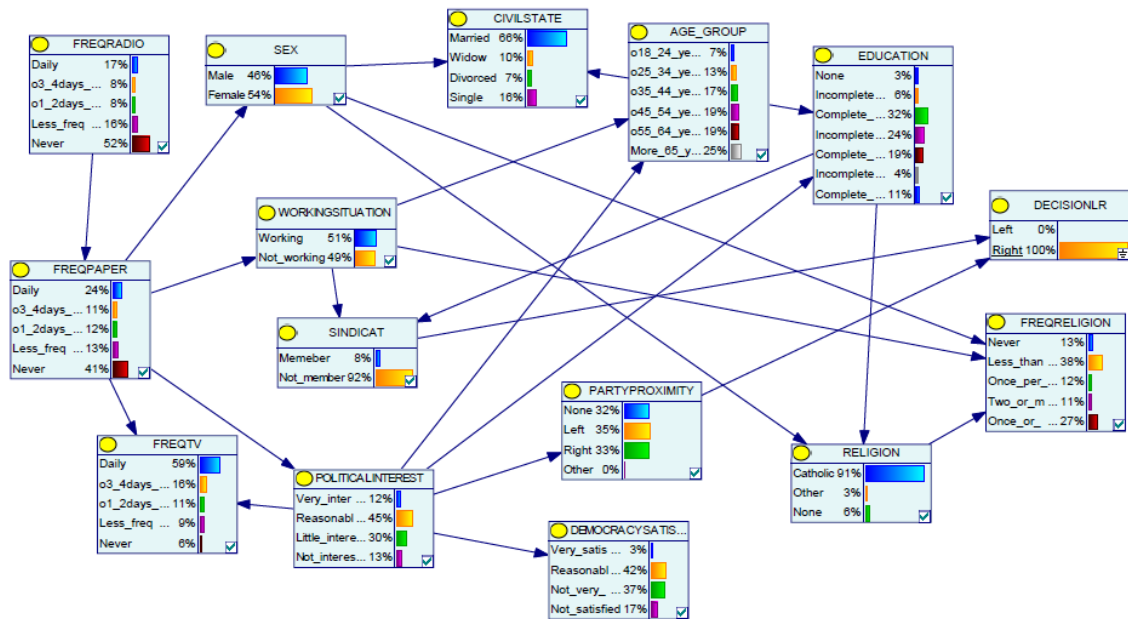 FREQRADIO
Daily 17%
o3_4days_... 8%
o1_2days_... 8%
Less_freq ... 16%
Never 52%
SEX
Male 46%
Female 54%
CIVILSTATE
Married 66%
Widow 10%
Divorced 7%
Single 16%
AGE_GROUP
o18_24_ye... 7%
o25_34_ye... 13%
o35_44_ye... 17%
o45_54_ye... 19%
o55_64_ye... 19%
More_65_y... 25%
EDUCATION
None 3%
Incomplete... 6%
Complete_... 32%
Incomplete... 24%
Complete_... 19%
Incomplete... 4%
Complete_... 11%
WORKINGSITUATION
Working 51%
Not_working 49%
DECISIONLR
Left 0%
Right 100%
FREQPAPER
Daily 24%
o3_4days_... 11%
o1_2days_... 12%
Less_freq ... 13%
Never 41%
SINDICAT
Memeber 8%
Not_member 92%
FREQRELIGION
Never 13%
Less_than ... 38%
Once_per_... 12%
Two_or_m ... 11%
Once_or_ ... 27%
PARTYPROXIMITY
None 32%
Left 35%
Right 33%
Other 0%
FREQTV
Daily 59%
o3_4days_... 16%
o1_2days_... 11%
Less_freq ... 9%
Never 6%
POLITICALINTEREST
Very_inter ... 12%
Reasonabl ... 45%
Little_intere... 30%
Not_interes... 13%
RELIGION
Catholic 91%
Other 3%
None 6%
DEMOCRACYSATIS...
Very_satis ... 3%
Reasonabl... 42%
Not_very_ ... 37%
Not_satisfied 17%